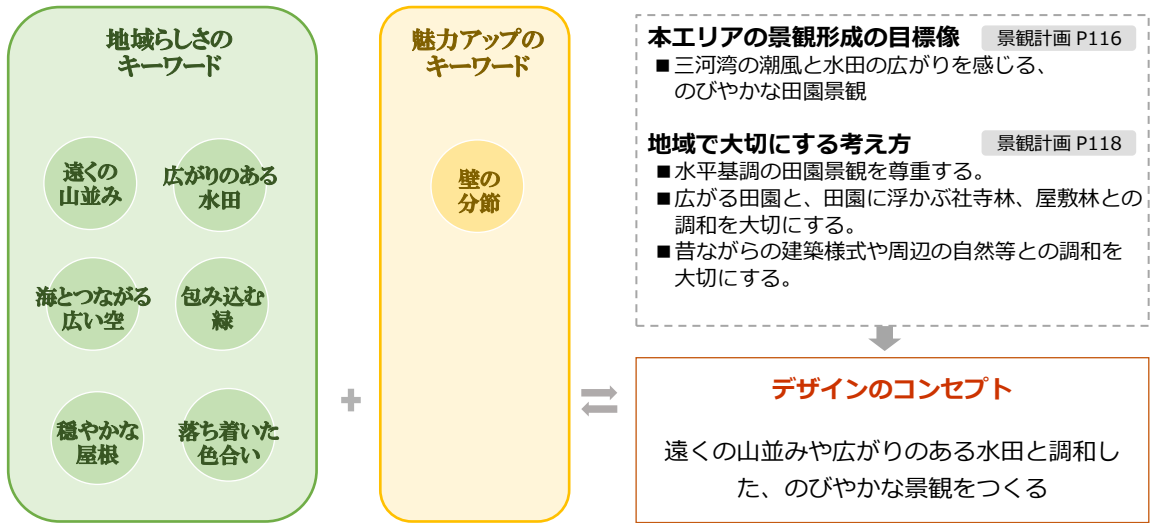 地域らしさの
キーワード
遠くの
山並み
広がりのある
水田
海とつながる
広い空
包み込む
緑
穏やかな
屋根
落ち着いた
色合い
+
魅力アップの
キーワード
壁の
分節
本エリアの景観形成の目標像 景観計画 P116
■三河湾の潮風と水田の広がりを感じる、
のびやかな田園景観
地域で大切にする考え方 景観計画 P118
■水平基調の田園景観を尊重する。
■広がる田園と、田園に浮かぶ社寺林、屋敷林との
調和を大切にする。
■昔ながらの建築様式や周辺の自然等との調和を
大切にする。
デザインのコンセプト
遠くの山並みや広がりのある水田と調和し
た、のびやかな景観をつくる